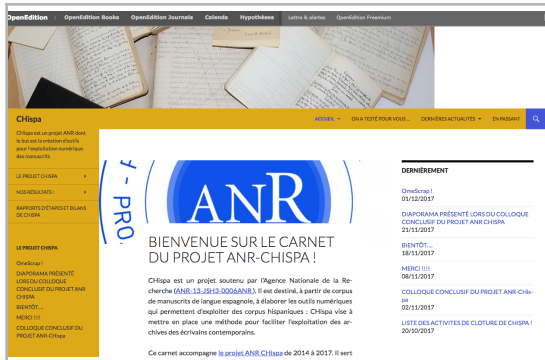 OpenEdition
OpenEdition Books OpenEdition Journals Calenda Hypothèses Lettre & alertes OpenEdition Freemium
CHispa
ACCUEIL ON A TESTÉ POUR VOUS… DERNIÈRES ACTUALITÉS EN PASSANT
CHispa est un projet ANR dont
le but est la création d'outils
pour l'exploitation numérique
des manuscrits
LE PROJET CHISPA
NOS RÉSULTATS !
RAPPORTS D'ÉTAPES ET BILANS
DE CHISPA
LE PROJET CHISPA
OmeScrap !
DIAPORAMA PRÉSENTÉ
LORS DU COLLOQUE
CONCLUSIF DU PROJET ANR
CHISPA
BIENTÔT….
MERCI !!!!
COLLOQUE CONCLUSIF DU
PROJET ANR-CHispa
- PRO
ANR
BIENVENUE SUR LE CARNET
DU PROJET ANR-CHISPA !
CHispa est un projet soutenu par l'Agence Nationale de la Re-
cherche (ANR-13-JSH3-0006ANR ). Il est destiné, à partir de corpus
de manuscrits de langue espagnole, à élaborer les outils numériques
qui permettent d'exploiter des corpus hispaniques : CHispa vise à
mettre en place une méthode pour faciliter l'exploitation des ar-
chives des écrivains contemporains.
Ce carnet accompagne le projet ANR CHispa de 2014 à 2017. Il sert
DERNIÈREMENT
OmeScrap !
01/12/2017
DIAPORAMA PRÉSENTÉ LORS DU COLLOQUE
CONCLUSIF DU PROJET ANR CHISPA
21/11/2017
BIENTÔT….
18/11/2017
MERCI !!!!
09/11/2017
COLLOQUE CONCLUSIF DU PROJET ANR-CHis-
pa
02/11/2017
LISTE DES ACTIVITES DE CLOTURE DE CHISPA !
20/10/2017